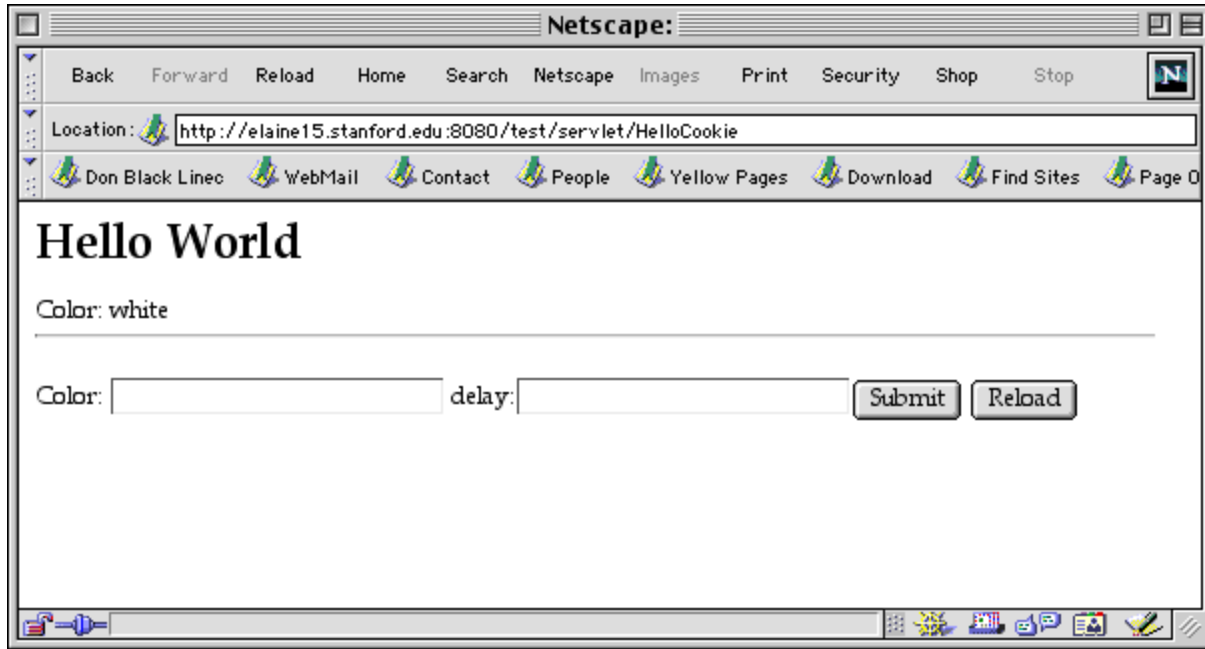 Netscape:
Back Forward Reload Home Search Netscape Images Print Security Shop Stop N
Location: http://elaine15.stanford.edu:8080/test/servlet/HelloCookie
Don Black Linec WebMail Contact People Yellow Pages Download Find Sites Page O
Hello World
Color: white
Color: delay: Submit Reload